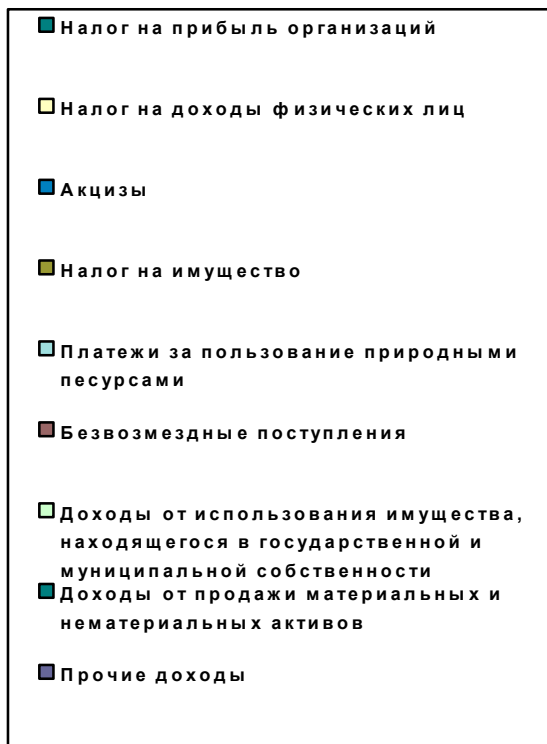 Налог на прибыль организаций
Налог на доходы физических лиц
Акцизы
Налог на имущество
Платежи за пользование природными
песурсами
Безвозмездные поступления
Доходы от использования имущества,
находящегося в государственной и
муниципальной собственности
Доходы от продажи материальных и
нематериальных активов
Прочие доходы